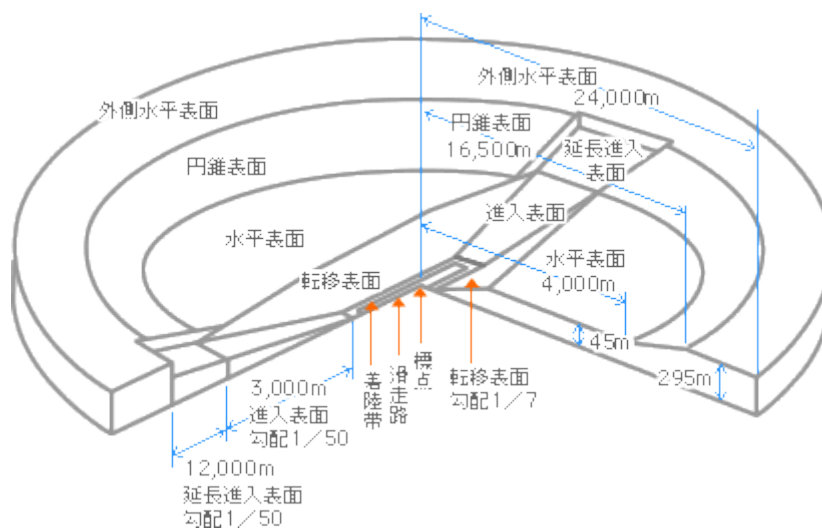 外側水平表面
24,000m
外側水平表面
円錐表面
16,500m
延長進入
表面
円錐表面
進入表面
水平表面
水平表面
4,000m
転移表面
45m
295m
着陸帯
滑走路
標点
転移表面
勾配1/7
3,000m
進入表面
勾配1/50
12,000m
延長進入表面
勾配1/50